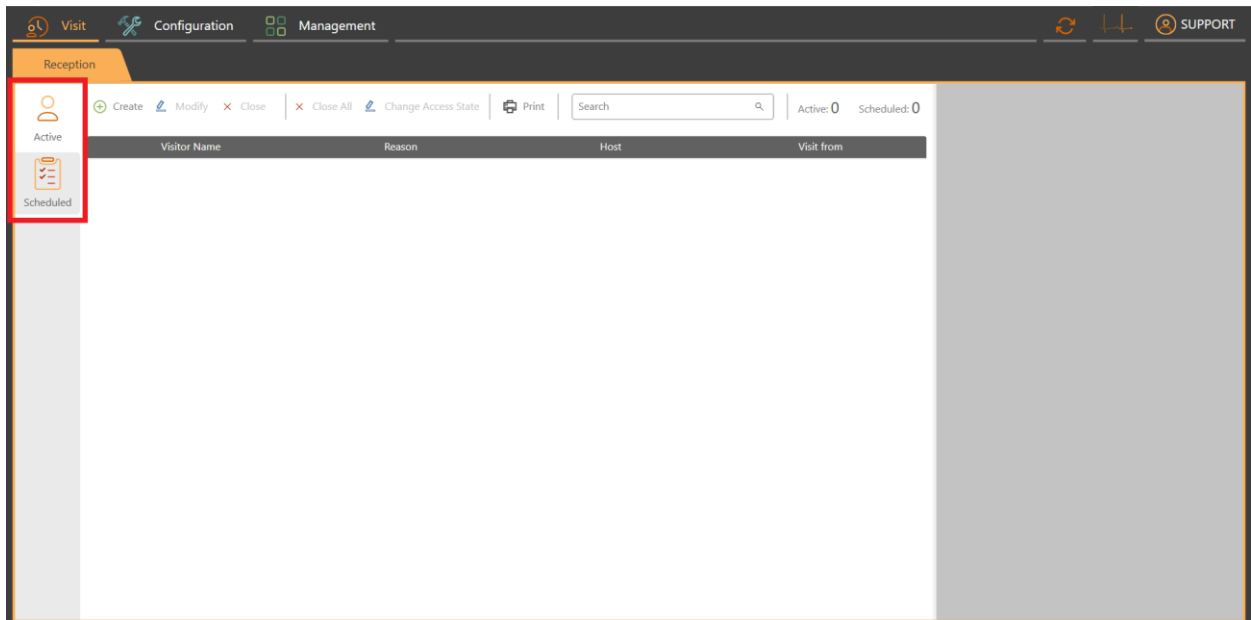 Visit Configuration Management SUPPORT
Reception
Create Modify Close Close All Change Access State Print Search Active: 0 Scheduled: 0
Active
Visitor Name Reason Host Visit from
Scheduled